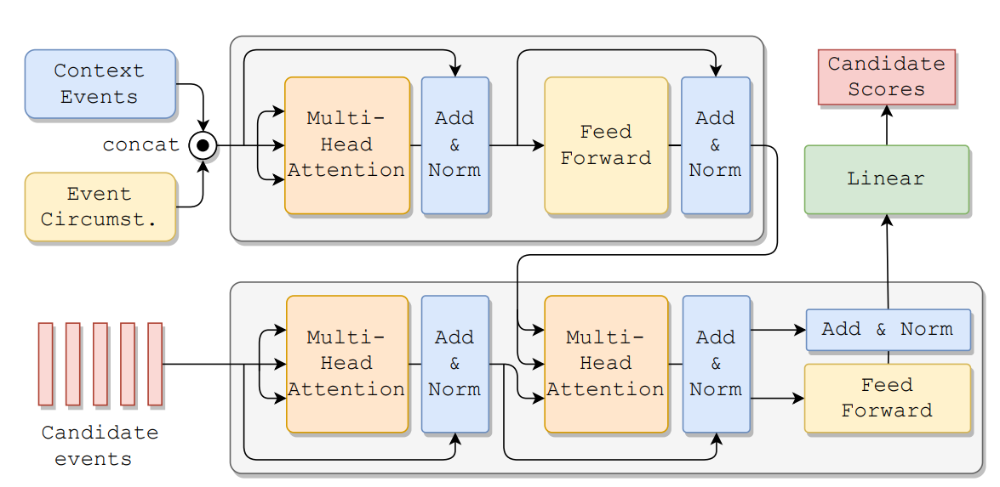 Context
Events
concat
Event
Circumst.
Multi-
Head
Attention
Add
&
Norm
Feed
Forward
Add
&
Norm
Candidate
Scores
Linear
Candidate
events
Multi-
Head
Attention
Add
&
Norm
Multi-
Head
Attention
Add
&
Norm
Add & Norm
Feed
Forward